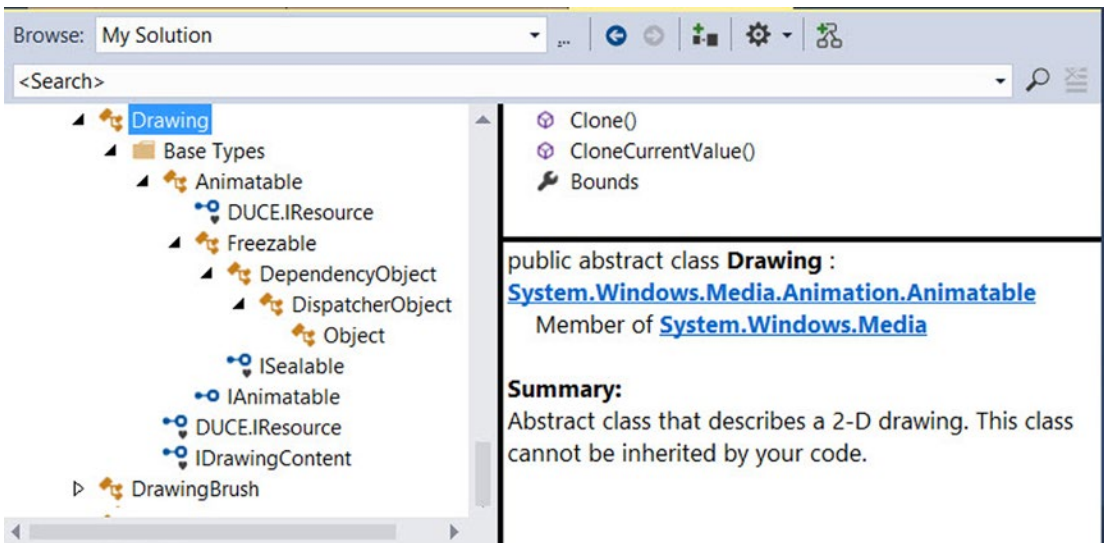 Browse: My Solution ...
<Search>
Drawing
Base Types
Animatable
DUCE.IResource
Freezable
DependencyObject
DispatcherObject
Object
ISealable
IAnimatable
DUCE.IResource
IDrawingContent
DrawingBrush
Clone()
CloneCurrentValue()
Bounds
public abstract class Drawing :
System.Windows.Media.Animation.Animatable
Member of System.Windows.Media
Summary:
Abstract class that describes a 2-D drawing. This class
cannot be inherited by your code.